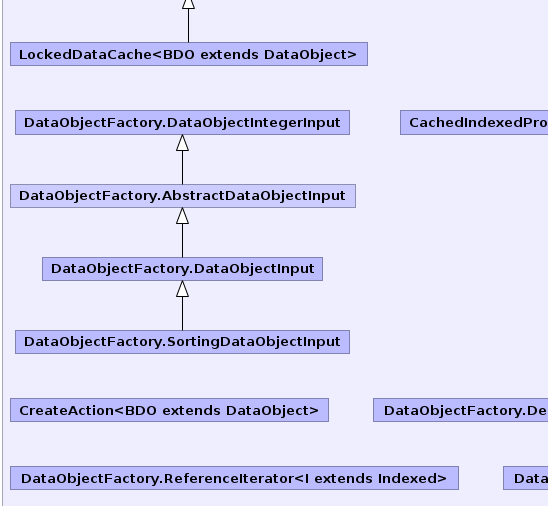 LockedDataCache<BDO extends DataObject>
DataObjectFactory.DataObjectIntegerInput
CachedIndexedPro
DataObjectFactory.AbstractDataObjectInput
DataObjectFactory.DataObjectInput
DataObjectFactory.SortingDataObjectInput
CreateAction<BDO extends DataObject>
DataObjectFactory.De
DataObjectFactory.ReferenceIterator<I extends Indexed>
Data